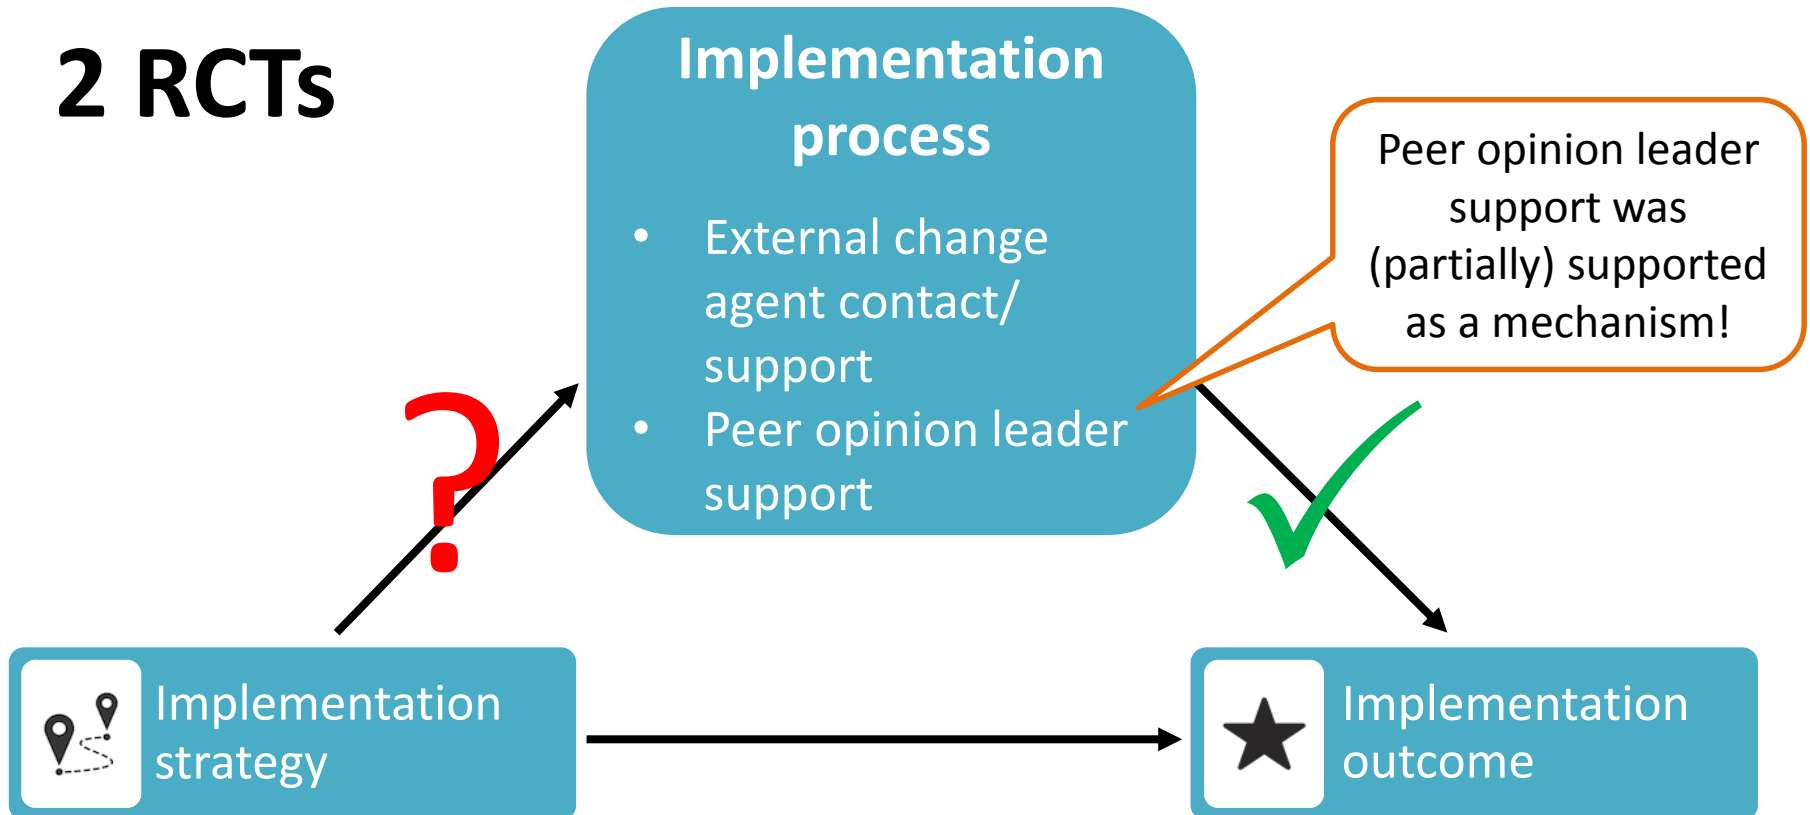 2 RCTs
Implementation
process
• External change
agent contact/
support
• Peer opinion leader
support
Peer opinion leader
support was
(partially) supported
as a mechanism!
?
Implementation
strategy
Implementation
outcome